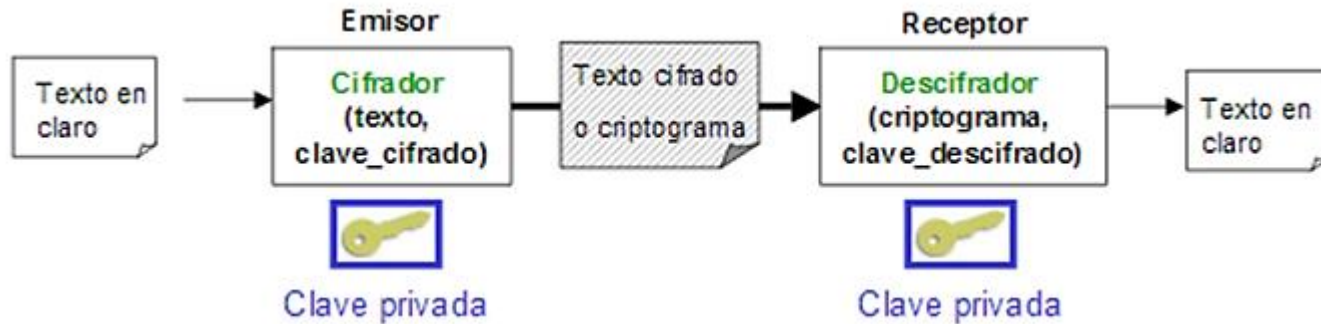 Emisor
Receptor
Texto en
claro
Cifrador
(texto,
clave_cifrado)
Texto cifrado
o criptograma
Descifrador
(criptograma,
clave_descifrado)
Texto en
claro
Clave privada
Clave privada